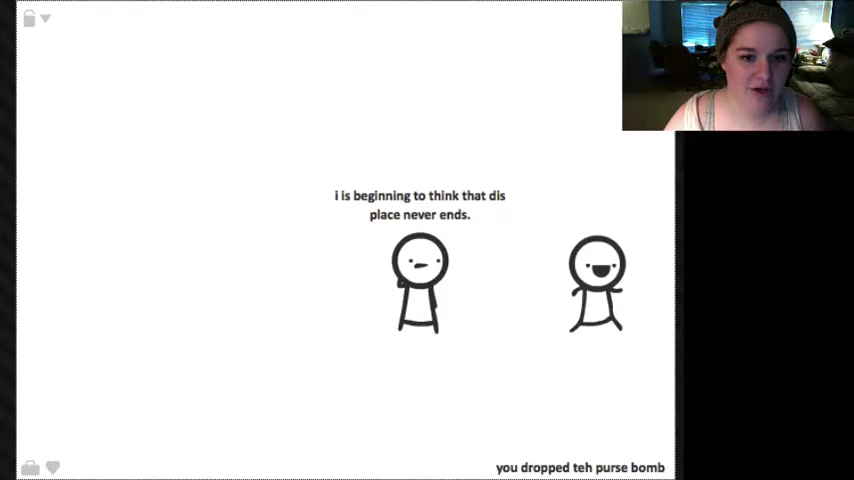 i is beginning to think that dis
place never ends.
you dropped teh purse bomb